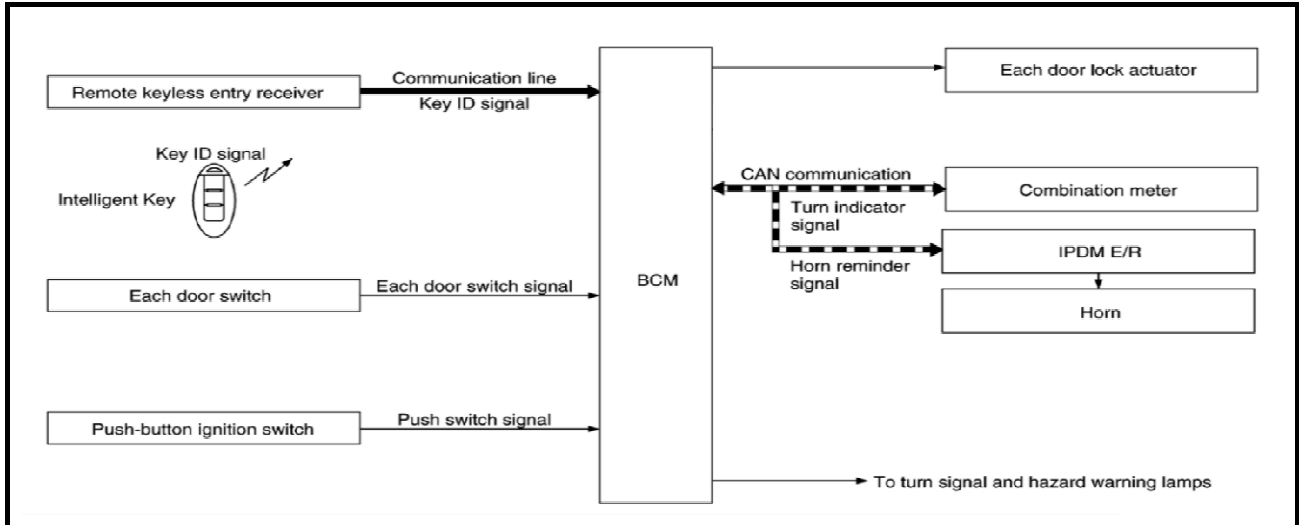 Remote keyless entry receiver
Communication line
Key ID signal
Each door lock actuator
Key ID signal
Intelligent Key
CAN communication
Turn indicator
signal
Combination meter
Horn reminder
signal
IPDM E/R
Horn
BCM
Each door switch
Each door switch signal
Push-button ignition switch
Push switch signal
To turn signal and hazard warning lamps